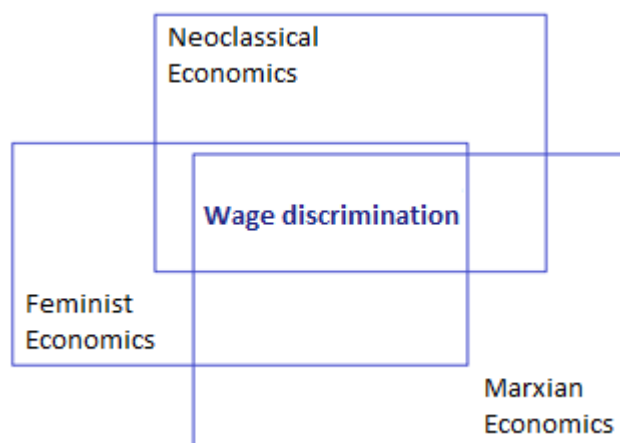 Neoclassical
Economics
Wage discrimination
Feminist
Economics
Marxian
Economics